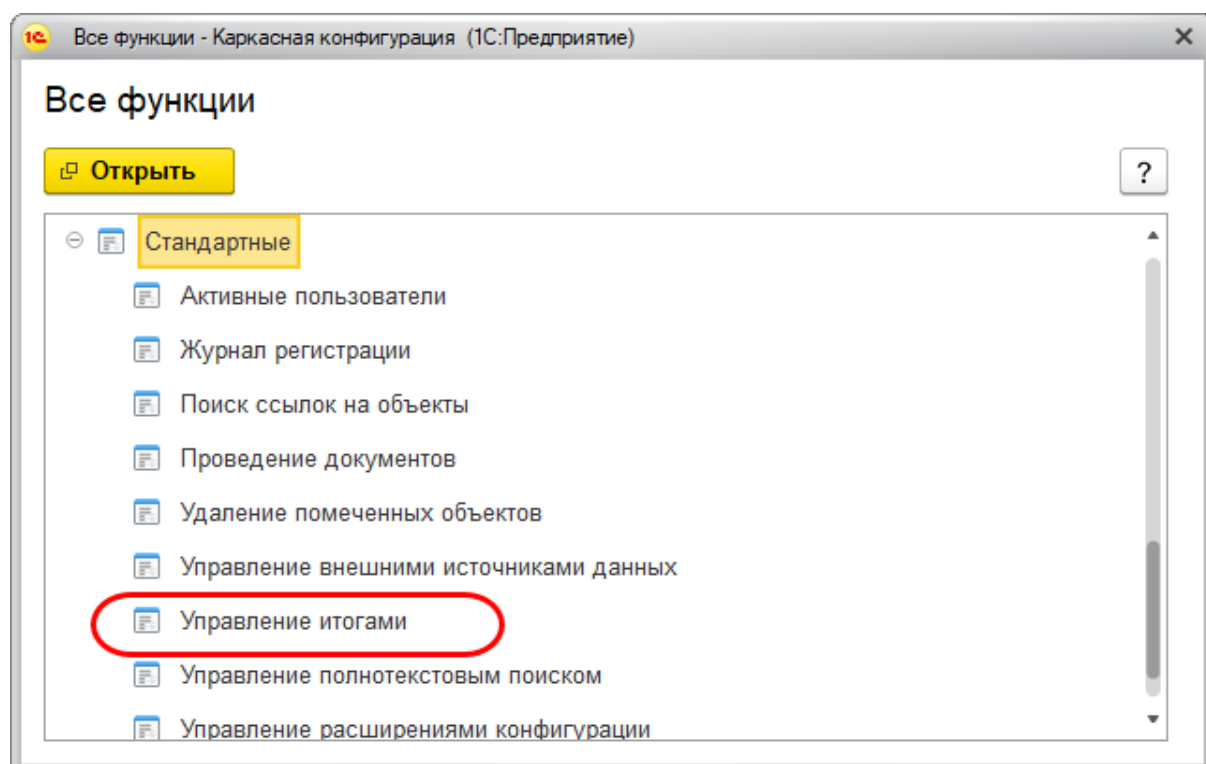 1С Все функции - Каркасная конфигурация (1С:Предприятие)
Все функции
Открыть
?
Стандартные
Активные пользователи
Журнал регистрации
Поиск ссылок на объекты
Проведение документов
Удаление помеченных объектов
Управление внешними источниками данных
Управление итогами
Управление полнотекстовым поиском
Управление расширениями конфигурации